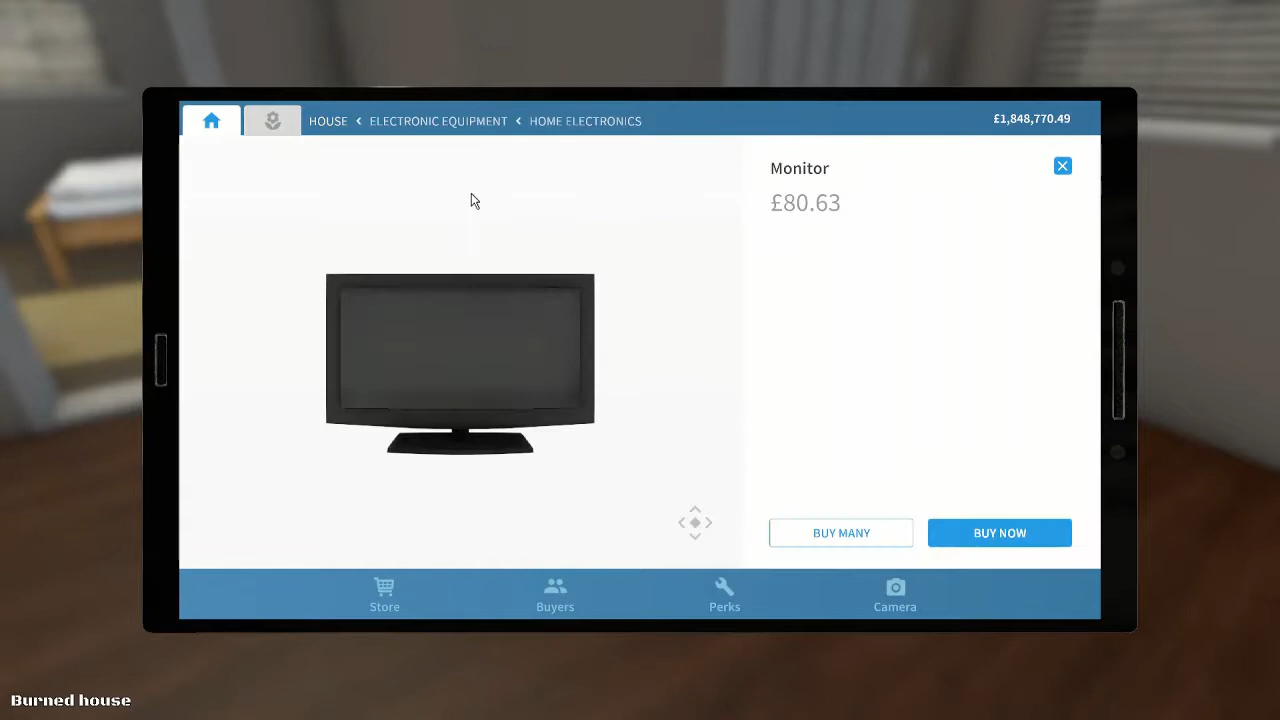 HOUSE < ELECTRONIC EQUIPMENT < HOME ELECTRONICS
£1,848,770.49
Monitor
£80.63
BUY MANY
BUY NOW
Store
Buyers
Perks
Camera
Burned house